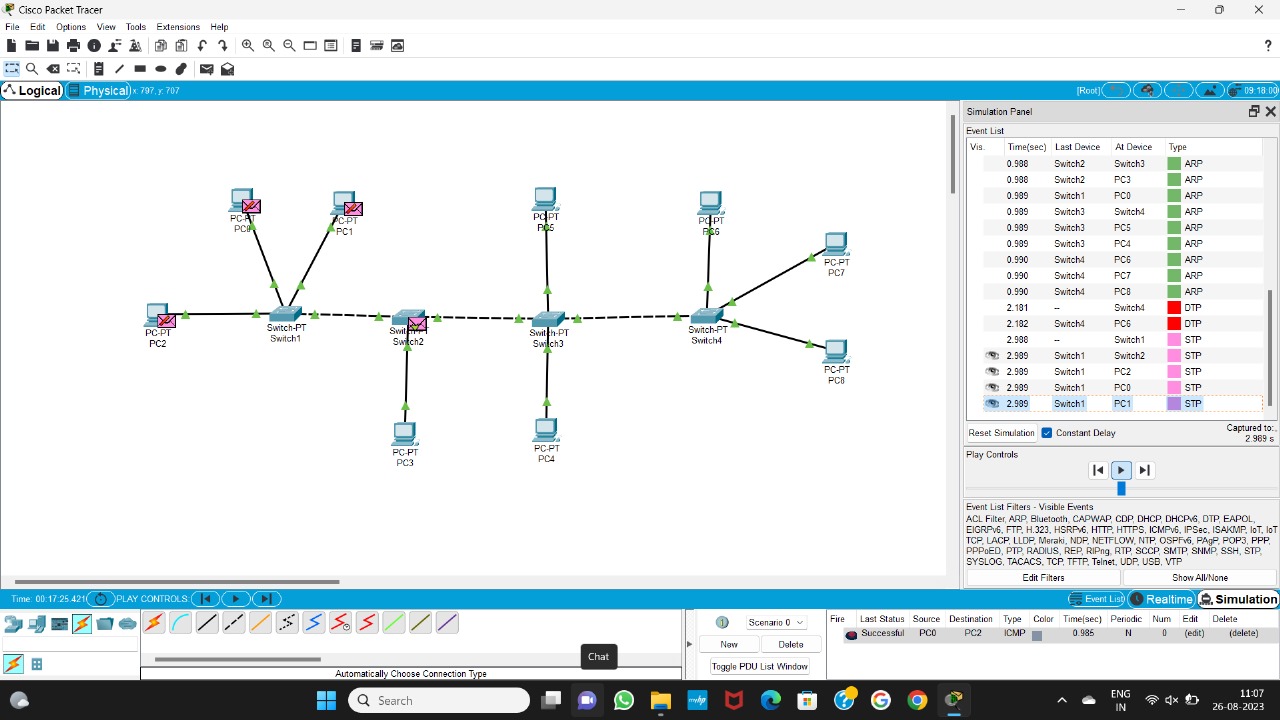 Cisco Packet Tracer
File Edit Options View Tools Extensions Help
?
Logical Physical x: 797, y: 707 [Root] 09:18:00
Simulation Panel
Event List
Vis. Time(sec) Last Device At Device Type
0.988 Switch2 Switch3 ARP
0.988 Switch2 PC3 ARP
0.989 Switch1 PC0 ARP
0.989 Switch3 Switch4 ARP
0.989 Switch3 PC5 ARP
0.989 Switch3 PC4 ARP
0.990 Switch4 PC6 ARP
0.990 Switch4 PC7 ARP
0.990 Switch4 PC8 ARP
2.181 -- Switch4 DTP
2.182 Switch4 PC6 DTP
2.988 -- Switch1 STP
2.989 Switch1 Switch2 STP
2.989 Switch1 PC2 STP
2.989 Switch1 PC0 STP
2.989 Switch1 PC1 STP
Reset Simulation Constant Delay Captured to:
2.989 s
Play Controls
Event List Filters - Visible Events
ACL Filter, ARP, Bluetooth, CAPWAP, CDP, DHCP, DHCPv6, DTP, EAPOL,
EIGRPv6, FTP, H.323, HSRPv6, HTTP, HTTPS, ICMPv6, IPSec, ISAKMP, IoT, IoT
TCP, LACP, LLDP, Meraki, NDP, NETFLOW, NTP, OSPFv6, PAgP, POP3, PPP,
PPPoED, PTP, RADIUS, REP, RIPng, RTP, SCCP, SMTP, SNMP, SSH, STP,
SYSLOG, TACACS, TCP, TFTP, Telnet, UDP, USB, VTP
Edit Filters Show All/None
PC-PT
PC0
PC-PT
PC1
PC-PT
PC5
PC-PT
PC6
PC-PT
PC7
PC-PT
PC2
Switch-PT
Switch1
Switch-PT
Switch2
Switch-PT
Switch3
Switch-PT
Switch4
PC-PT
PC8
PC-PT
PC3
PC-PT
PC4
Time: 00:17:25.421 PLAY CONTROLS: Event List Realtime Simulation
Scenario 0
New Delete
Toggle PDU List Window
Fire Last Status Source Destination Type Color Time(sec) Periodic Num Edit Delete
Successful PC0 PC2 ICMP 0.985 N 0 (edit) (delete)
Chat
Automatically Choose Connection Type
Search
ENG
IN
11:07
26-08-2023